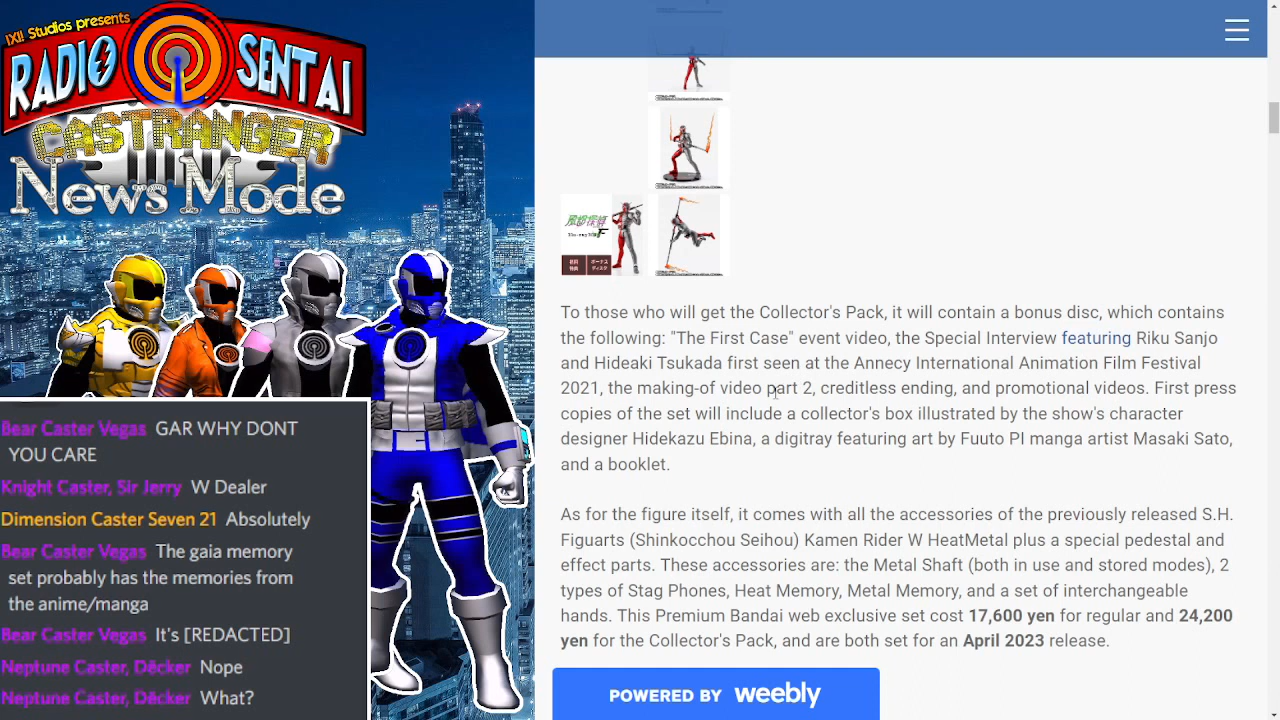 IXII Studios presents
RADIO SENTAI
CASTRANGER
News Mode
Bear Caster Vegas GAR WHY DONT
YOU CARE
Knight Caster, Sir Jerry W Dealer
Dimension Caster Seven 21 Absolutely
Bear Caster Vegas The gaia memory
set probably has the memories from
the anime/manga
Bear Caster Vegas It's [REDACTED]
Neptune Caster, Děcker Nope
Neptune Caster, Děcker What?
風都探偵
To those who will get the Collector's Pack, it will contain a bonus disc, which contains
the following: "The First Case" event video, the Special Interview featuring Riku Sanjo
and Hideaki Tsukada first seen at the Annecy International Animation Film Festival
2021, the making-of video part 2, creditless ending, and promotional videos. First press
copies of the set will include a collector's box illustrated by the show's character
designer Hidekazu Ebina, a digitray featuring art by Fuuto PI manga artist Masaki Sato,
and a booklet.
As for the figure itself, it comes with all the accessories of the previously released S.H.
Figuarts (Shinkocchou Seihou) Kamen Rider W HeatMetal plus a special pedestal and
effect parts. These accessories are: the Metal Shaft (both in use and stored modes), 2
types of Stag Phones, Heat Memory, Metal Memory, and a set of interchangeable
hands. This Premium Bandai web exclusive set cost 17,600 yen for regular and 24,200
yen for the Collector's Pack, and are both set for an April 2023 release.
POWERED BY weebly